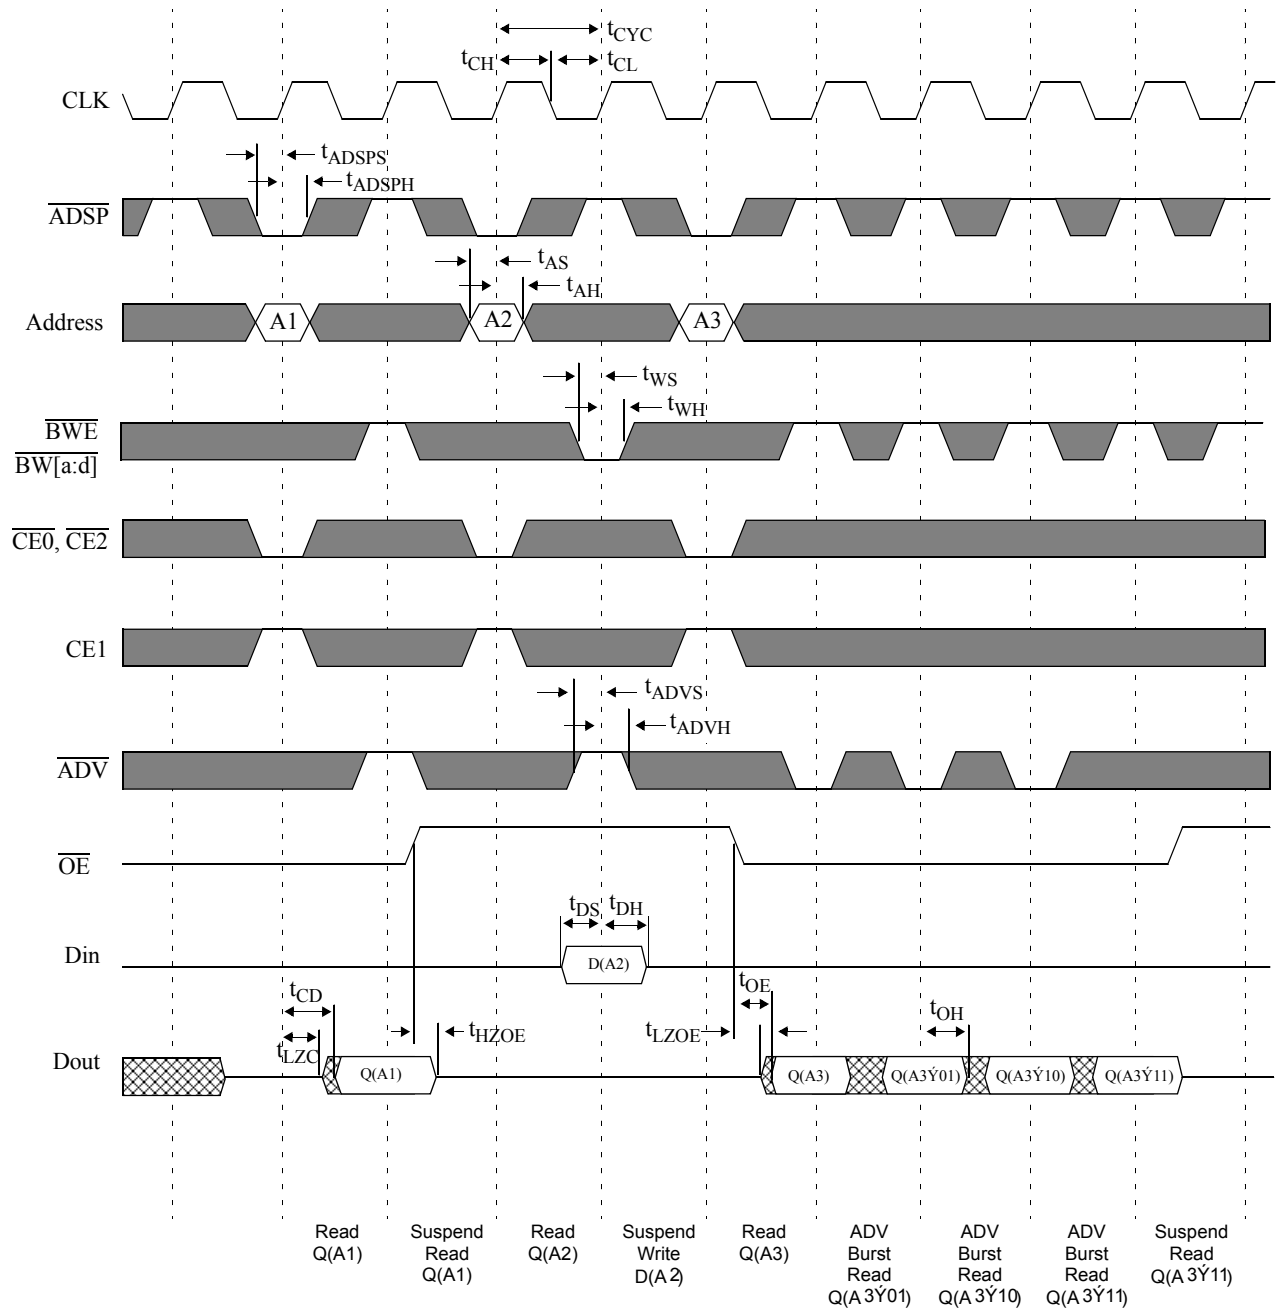 tCYC
tCH
tCL
CLK
tADSPS
tADSPH
ADSP
tAS
tAH
Address
A1
A2
A3
tWS
tWH
BWE
BW[a:d]
CE0, CE2
CE1
tADVS
tADVH
ADV
OE
tDS
tDH
Din
D(A2)
tCD
tOE
tOH
tHZOE
tLZOE
tLZC
Dout
Q(A1)
Q(A3)
Q(A3Ý01)
Q(A3Ý10)
Q(A3Ý11)
Read
Q(A1)
Suspend
Read
Q(A1)
Read
Q(A2)
Suspend
Write
D(A2)
Read
Q(A3)
ADV
Burst
Read
Q(A3Ý01)
ADV
Burst
Read
Q(A3Ý10)
ADV
Burst
Read
Q(A3Ý11)
Suspend
Read
Q(A3Ý11)